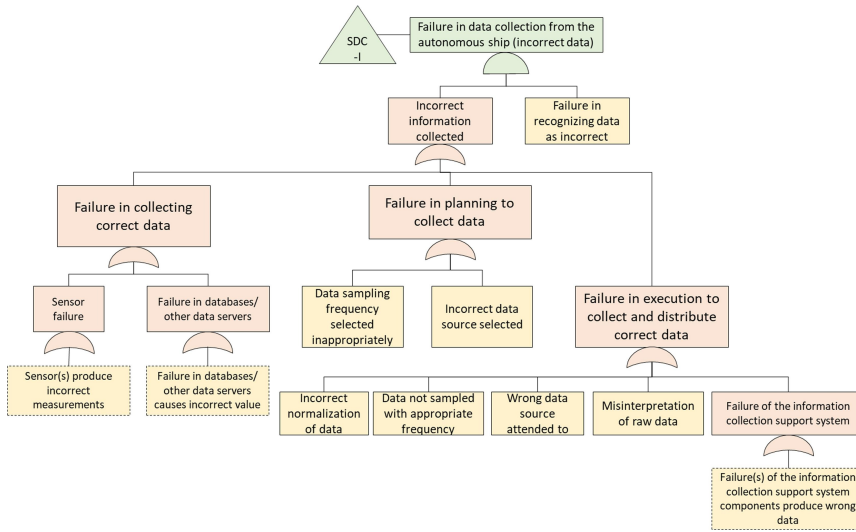 SDC
-I
Failure in data collection from the
autonomous ship (incorrect data)
Incorrect
information
collected
Failure in
recognizing data
as incorrect
Failure in collecting
correct data
Failure in planning to
collect data
Sensor
failure
Failure in databases/
other data servers
Data sampling
frequency
selected
inappropriately
Incorrect data
source selected
Failure in execution to
collect and distribute
correct data
Sensor(s) produce
incorrect
measurements
Failure in databases/
other data servers
causes incorrect value
Incorrect
normalization
of data
Data not sampled
with appropriate
frequency
Wrong data
source
attended to
Misinterpretation
of raw data
Failure of the information
collection support system
Failure(s) of the information
collection support system
components produce wrong
data